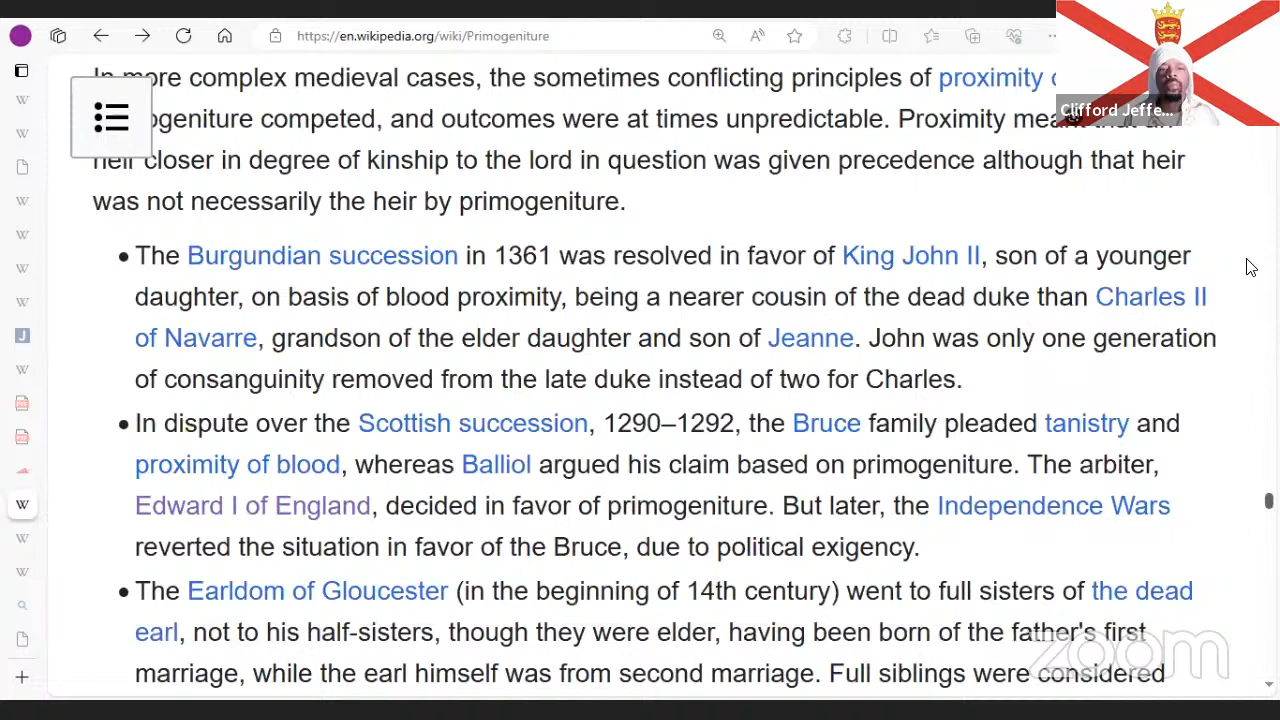 https://en.wikipedia.org/wiki/Primogeniture
Clifford Jeffe...
In more complex medieval cases, the sometimes conflicting principles of proximity
ogeniture competed, and outcomes were at times unpredictable. Proximity
heir closer in degree of kinship to the lord in question was given precedence although that heir
was not necessarily the heir by primogeniture.
• The Burgundian succession in 1361 was resolved in favor of King John II, son of a younger
daughter, on basis of blood proximity, being a nearer cousin of the dead duke than Charles II
of Navarre, grandson of the elder daughter and son of Jeanne. John was only one generation
of consanguinity removed from the late duke instead of two for Charles.
• In dispute over the Scottish succession, 1290–1292, the Bruce family pleaded tanistry and
proximity of blood, whereas Balliol argued his claim based on primogeniture. The arbiter,
Edward I of England, decided in favor of primogeniture. But later, the Independence Wars
reverted the situation in favor of the Bruce, due to political exigency.
• The Earldom of Gloucester (in the beginning of 14th century) went to full sisters of the dead
earl, not to his half-sisters, though they were elder, having been born of the father's first
marriage, while the earl himself was from second marriage. Full siblings were considered
zoom